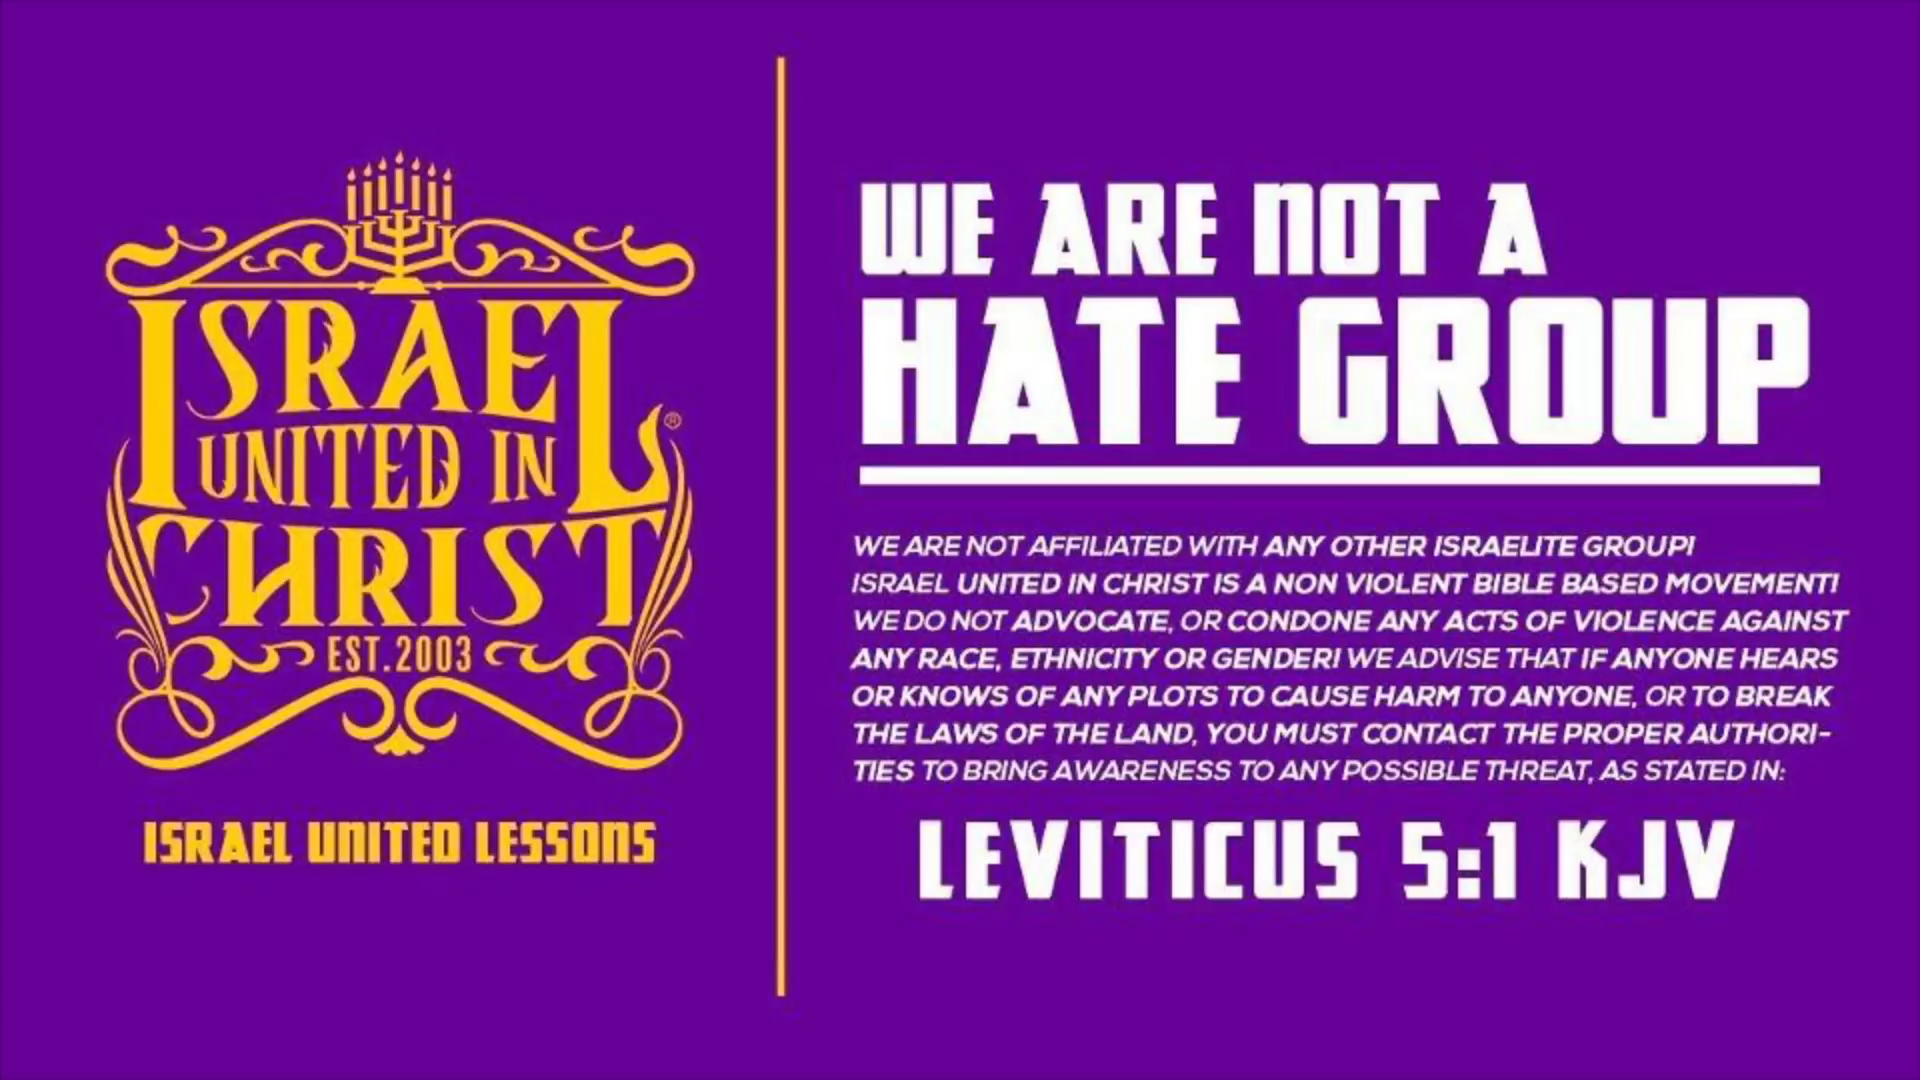 ISRAEL
UNITED IN
CHRIST
®
EST.2003
ISRAEL UNITED LESSONS
WE ARE NOT A
HATE GROUP
WE ARE NOT AFFILIATED WITH ANY OTHER ISRAELITE GROUP!
ISRAEL UNITED IN CHRIST IS A NON VIOLENT BIBLE BASED MOVEMENT!
WE DO NOT ADVOCATE, OR CONDONE ANY ACTS OF VIOLENCE AGAINST
ANY RACE, ETHNICITY OR GENDER! WE ADVISE THAT IF ANYONE HEARS
OR KNOWS OF ANY PLOTS TO CAUSE HARM TO ANYONE, OR TO BREAK
THE LAWS OF THE LAND, YOU MUST CONTACT THE PROPER AUTHORI-
TIES TO BRING AWARENESS TO ANY POSSIBLE THREAT, AS STATED IN:
LEVITICUS 5:1 KJV